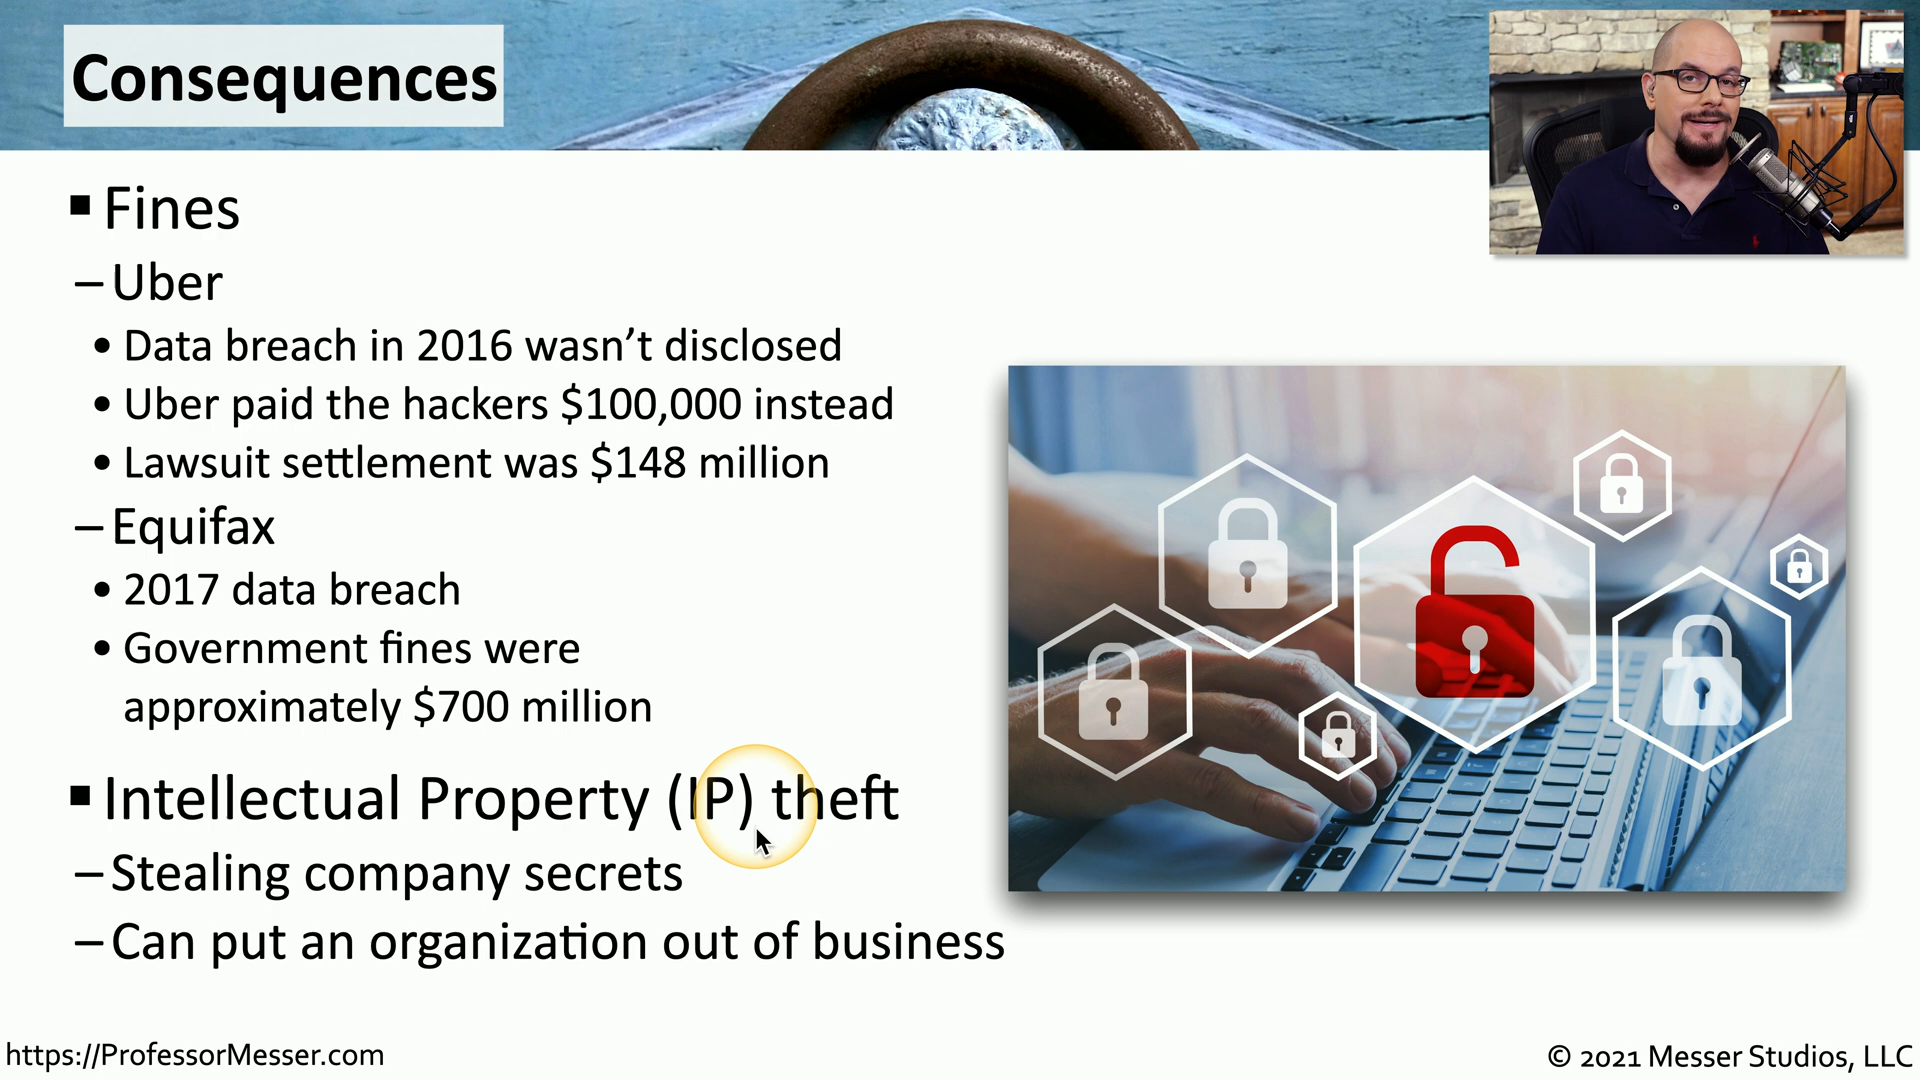 Consequences
▪ Fines
– Uber
• Data breach in 2016 wasn’t disclosed
• Uber paid the hackers $100,000 instead
• Lawsuit settlement was $148 million
– Equifax
• 2017 data breach
• Government fines were
approximately $700 million
▪ Intellectual Property (IP) theft
– Stealing company secrets
– Can put an organization out of business
https://ProfessorMesser.com
© 2021 Messer Studios, LLC